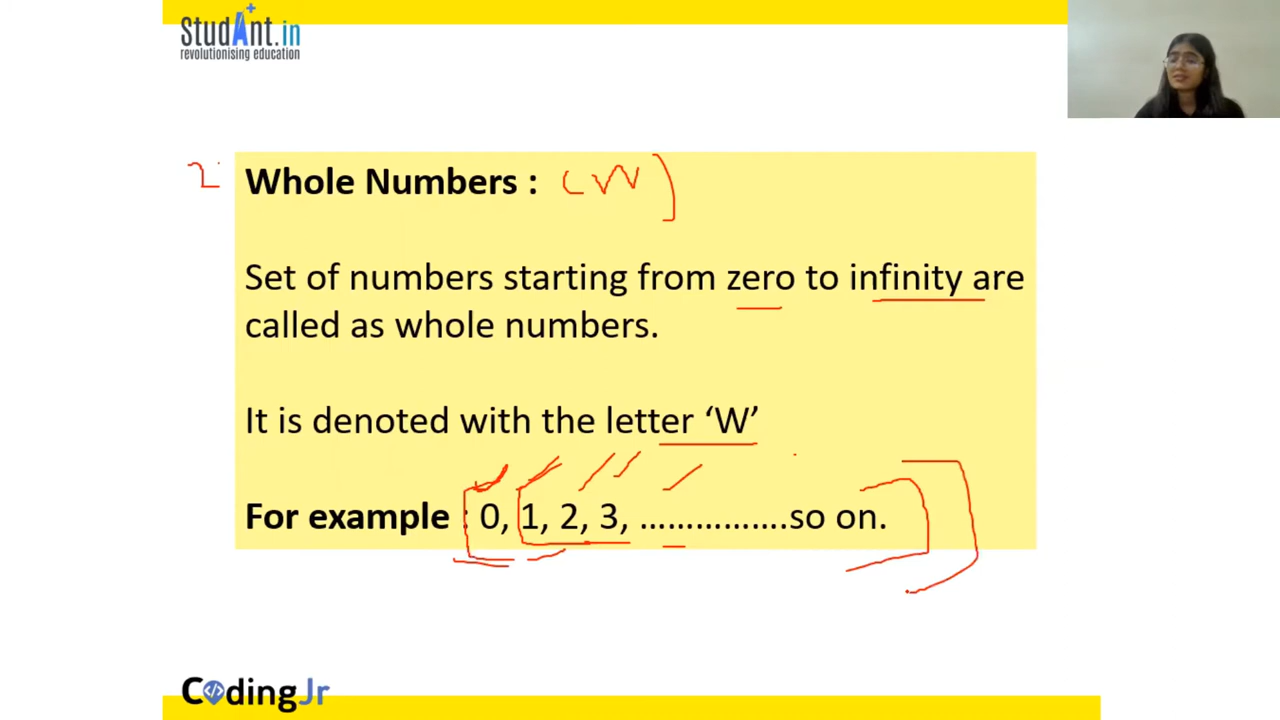 StudAnt.in
revolutionising education
2. Whole Numbers : (W)
Set of numbers starting from zero to infinity are
called as whole numbers.
It is denoted with the letter ‘W’
For example : 0, 1, 2, 3, …………….so on.
CodingJr